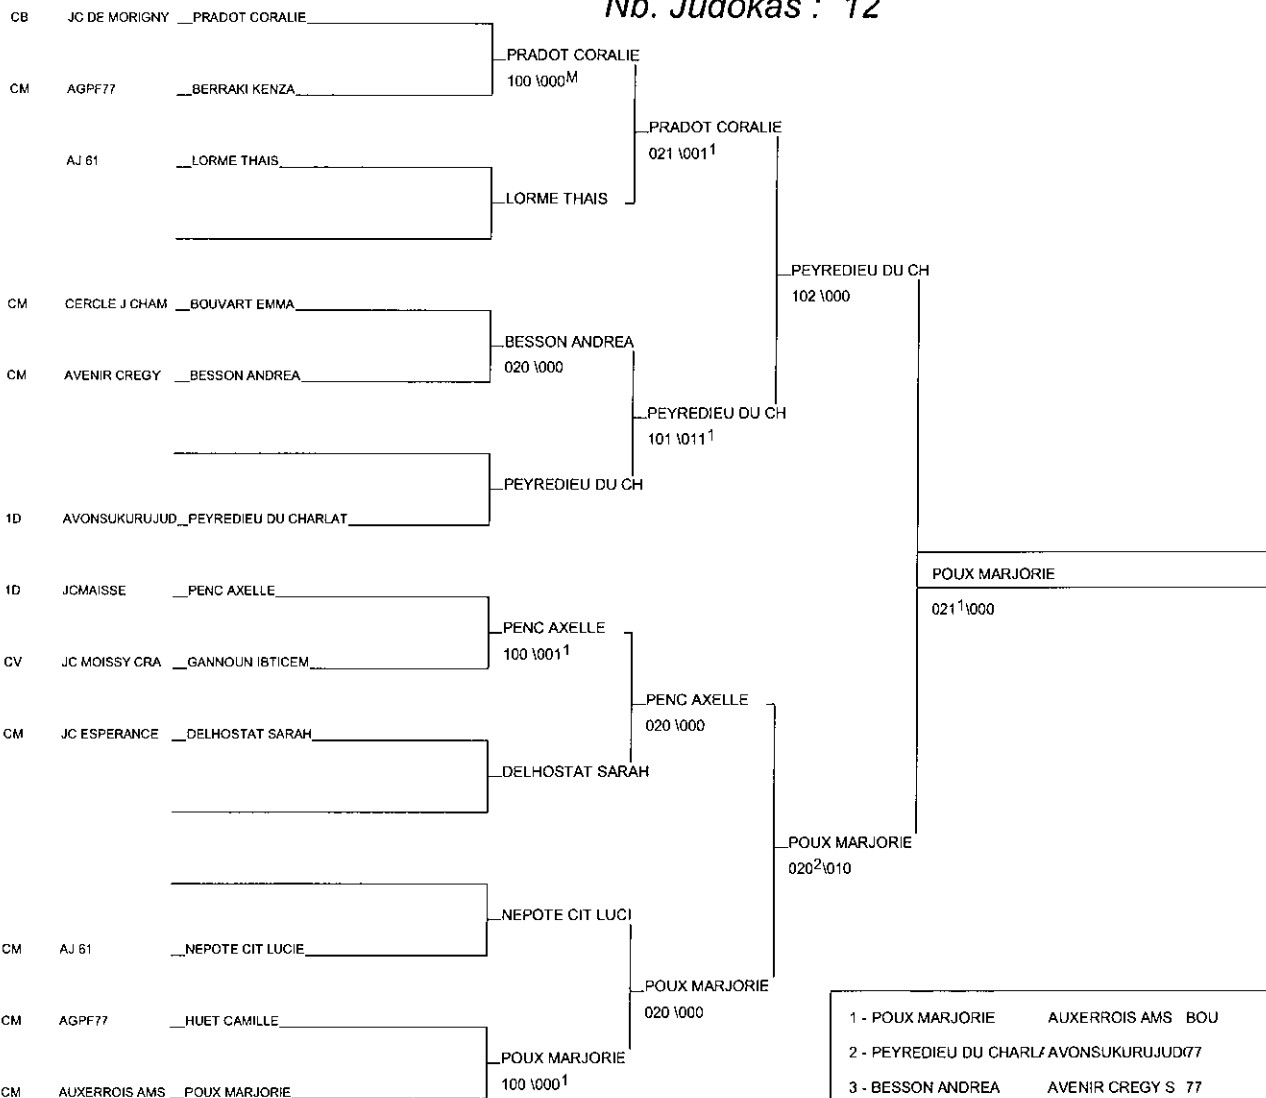 Nb. Judokas : 12
CB JC DE MORIGNY PRADOT CORALIE
PRADOT CORALIE
100 \000M
CM AGPF77 BERRAKI KENZA
PRADOT CORALIE
021 \0011
AJ 61 LORME THAIS
LORME THAIS
PEYREDIEU DU CH
102 \000
CM CERCLE J CHAM BOUVART EMMA
BESSON ANDREA
020 \000
CM AVENIR CREGY BESSON ANDREA
PEYREDIEU DU CH
101 \0111
PEYREDIEU DU CH
1D AVONSUKURUJUD PEYREDIEU DU CHARLAT
POUX MARJORIE
0211\000
1D JCMAISSE PENC AXELLE
PENC AXELLE
100 \0011
CV JC MOISSY CRA GANNOUN IBTICEM
PENC AXELLE
020 \000
CM JC ESPERANCE DELHOSTAT SARAH
DELHOSTAT SARAH
POUX MARJORIE
0202\010
NEPOTE CIT LUCI
CM AJ 61 NEPOTE CIT LUCIE
POUX MARJORIE
020 \000
CM AGPF77 HUET CAMILLE
POUX MARJORIE
100 \0001
CM AUXERROIS AMS POUX MARJORIE
1 - POUX MARJORIE AUXERROIS AMS BOU
2 - PEYREDIEU DU CHARLA AVONSUKURUJUD 77
3 - BESSON ANDREA AVENIR CREGY S 77